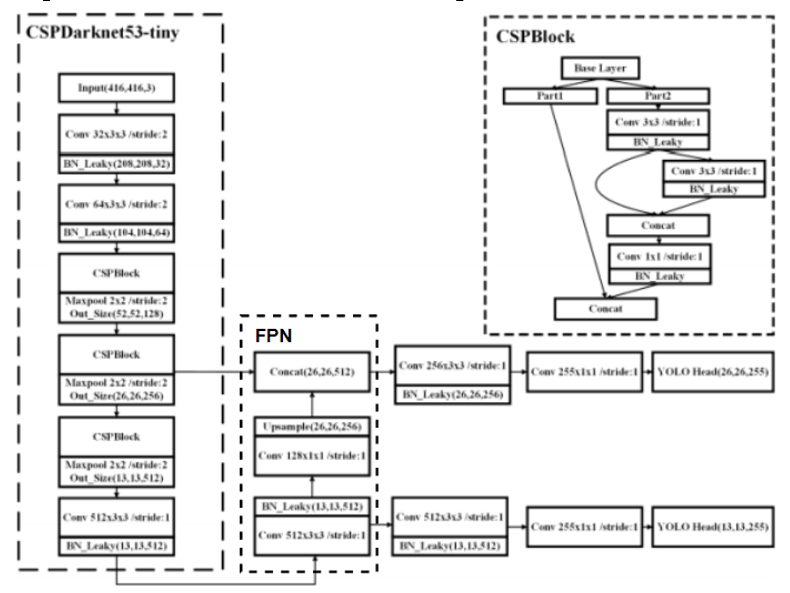 CSPDarknet53-tiny
Input(416,416,3)
Conv 32x3x3 /stride:2
BN_Leaky(208,208,32)
Conv 64x3x3 /stride:2
BN_Leaky(104,104,64)
CSPBlock
Maxpool 2x2 /stride:2
Out_Size(52,52,128)
CSPBlock
Maxpool 2x2 /stride:2
Out_Size(26,26,256)
CSPBlock
Maxpool 2x2 /stride:2
Out_Size(13,13,512)
Conv 512x3x3 /stride:1
BN_Leaky(13,13,512)
FPN
Concat(26,26,512)
Upsample(26,26,256)
Conv 128x1x1 /stride:1
BN_Leaky(13,13,512)
Conv 512x3x3 /stride:1
Conv 256x3x3 /stride:1
BN_Leaky(26,26,256)
Conv 255x1x1 /stride:1
YOLO Head(26,26,255)
Conv 512x3x3 /stride:1
BN_Leaky(13,13,512)
Conv 255x1x1 /stride:1
YOLO Head(13,13,255)
CSPBlock
Base Layer
Part1
Part2
Conv 3x3 /stride:1
BN_Leaky
Conv 3x3 /stride:1
BN_Leaky
Concat
Conv 1x1 /stride:1
BN_Leaky
Concat